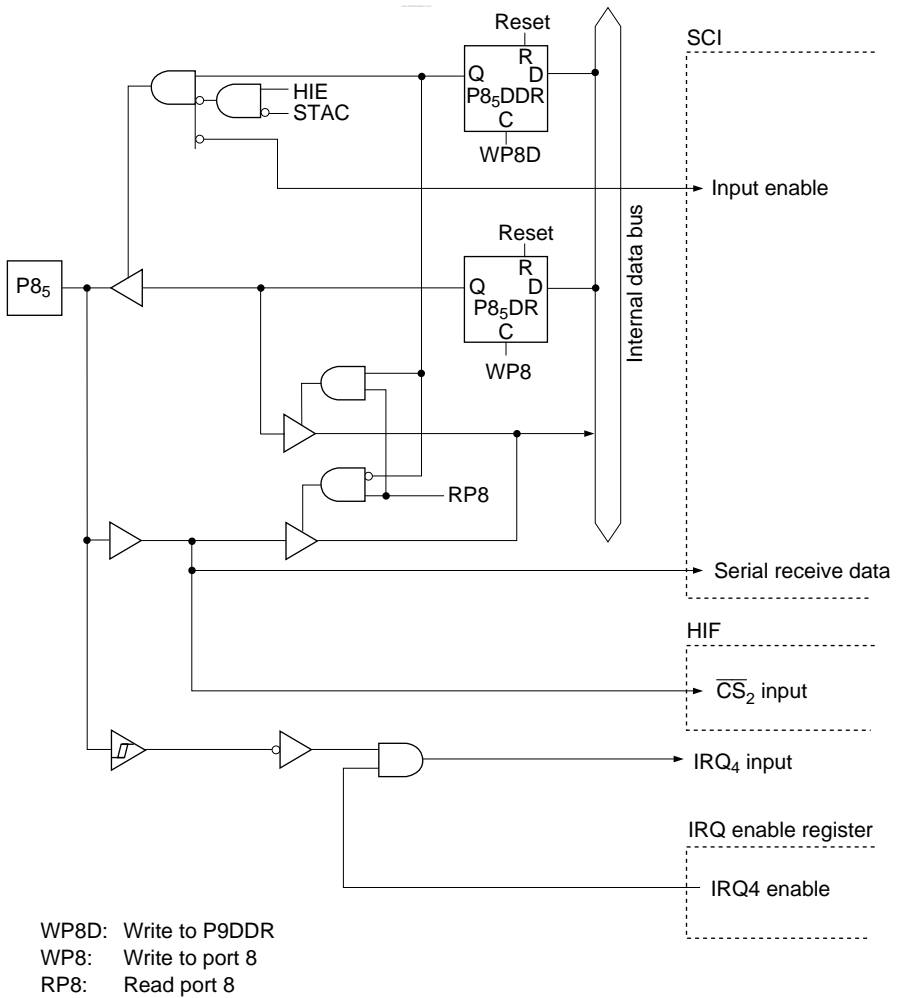 Reset
SCI
Q
R
D
HIE
P8₅DDR
STAC
C
WP8D
Input enable
Internal data bus
Reset
P8₅
Q
R
D
P8₅DR
C
WP8
RP8
Serial receive data
HIF
C̅S̅₂ input
IRQ₄ input
IRQ enable register
IRQ4 enable
WP8D: Write to P9DDR
WP8: Write to port 8
RP8: Read port 8